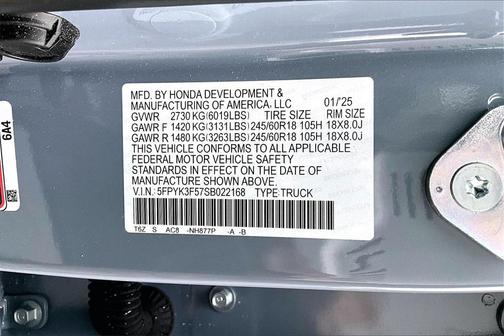 MFD. BY HONDA DEVELOPMENT &
MANUFACTURING OF AMERICA, LLC 01/'25
GVWR 2730 KG(6019LBS) TIRE SIZE RIM SIZE
GAWR F 1420 KG(3131LBS) 245/60R18 105H 18X8.0J
GAWR R 1480 KG(3263LBS) 245/60R18 105H 18X8.0J
THIS VEHICLE CONFORMS TO ALL APPLICABLE
FEDERAL MOTOR VEHICLE SAFETY
STANDARDS IN EFFECT ON THE DATE OF
MANUFACTURE SHOWN ABOVE.
V.I.N. 5FPYK3F57SB022168 TYPE:TRUCK
T6Z S AC8 -NH877P -A -B
6A4